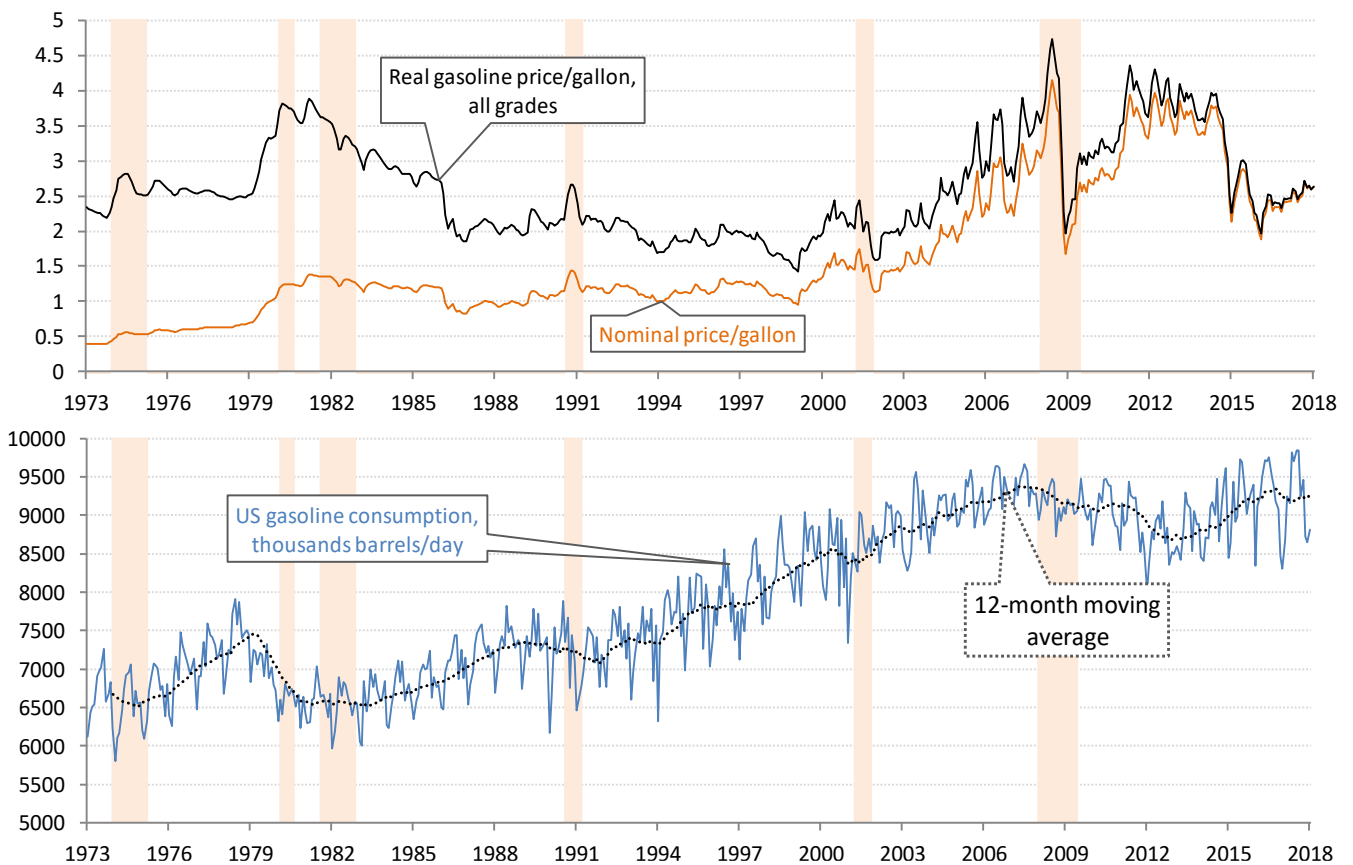 5
4.5
4
3.5
3
2.5
2
1.5
1
0.5
0
Real gasoline price/gallon,
all grades
Nominal price/gallon
1973 1976 1979 1982 1985 1988 1991 1994 1997 2000 2003 2006 2009 2012 2015 2018
10000
9500
9000
8500
8000
7500
7000
6500
6000
5500
5000
US gasoline consumption,
thousands barrels/day
12-month moving
average
1973 1976 1979 1982 1985 1988 1991 1994 1997 2000 2003 2006 2009 2012 2015 2018